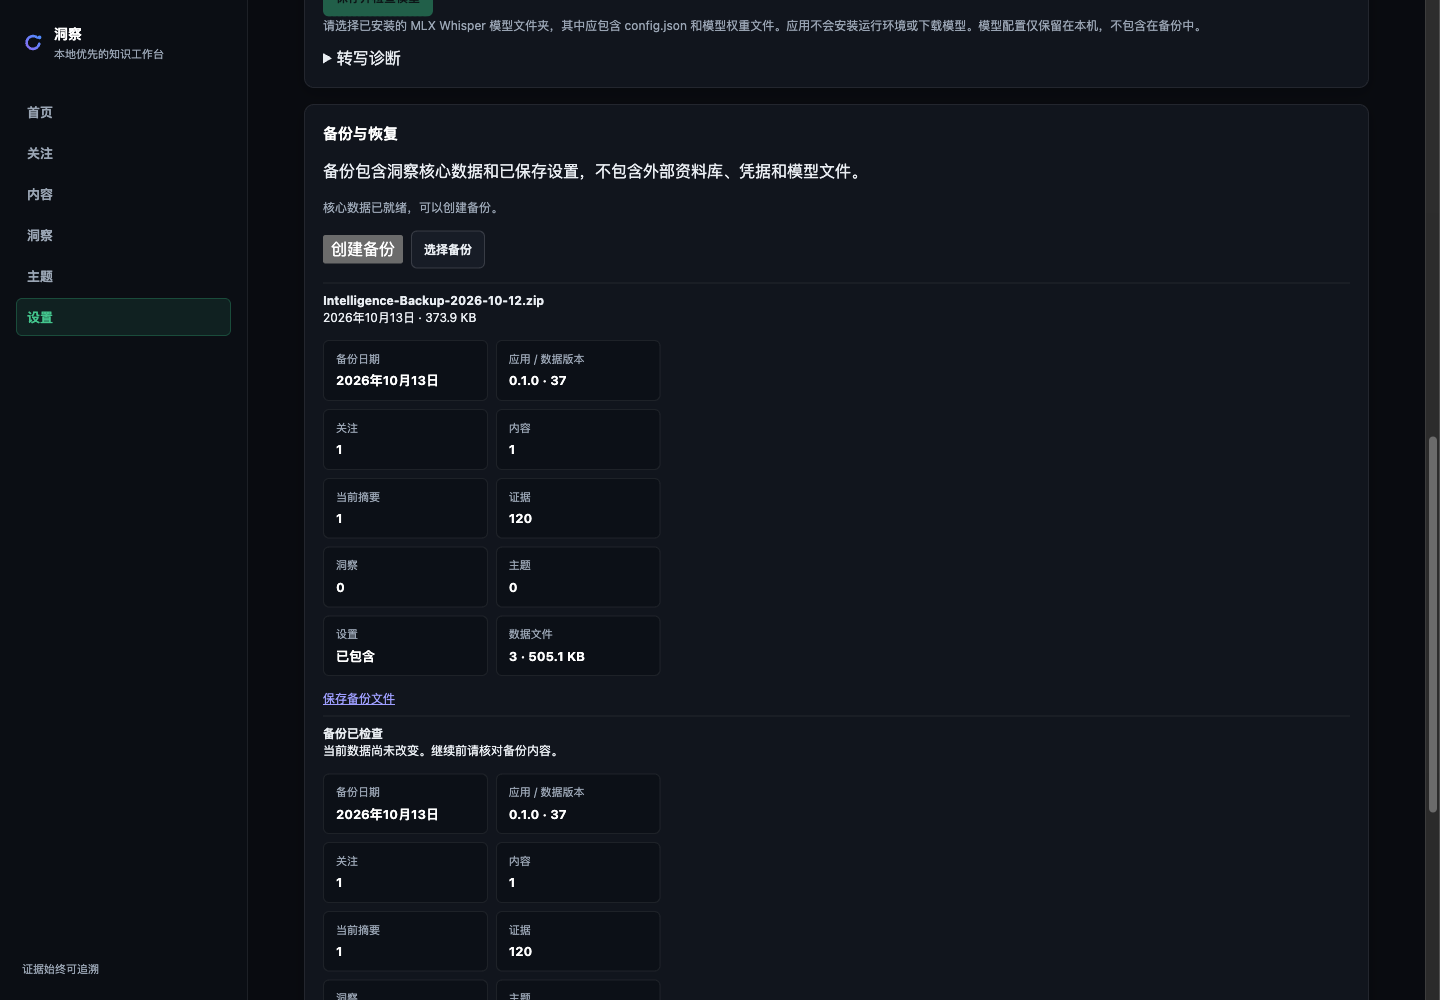 洞察
本地优先的知识工作台
首页
关注
内容
洞察
主题
设置
证据始终可追溯
请选择已安装的 MLX Whisper 模型文件夹，其中应包含 config.json 和模型权重文件。应用不会安装运行环境或下载模型。模型配置仅保留在本机，不包含在备份中。
转写诊断
备份与恢复
备份包含洞察核心数据和已保存设置，不包含外部资料库、凭据和模型文件。
核心数据已就绪，可以创建备份。
创建备份 选择备份
Intelligence-Backup-2026-10-12.zip
2026年10月13日 · 373.9 KB
备份日期
2026年10月13日
应用 / 数据版本
0.1.0 · 37
关注
1
内容
1
当前摘要
1
证据
120
洞察
0
主题
0
设置
已包含
数据文件
3 · 505.1 KB
保存备份文件
备份已检查
当前数据尚未改变。继续前请核对备份内容。
备份日期
2026年10月13日
应用 / 数据版本
0.1.0 · 37
关注
1
内容
1
当前摘要
1
证据
120
洞察
主题